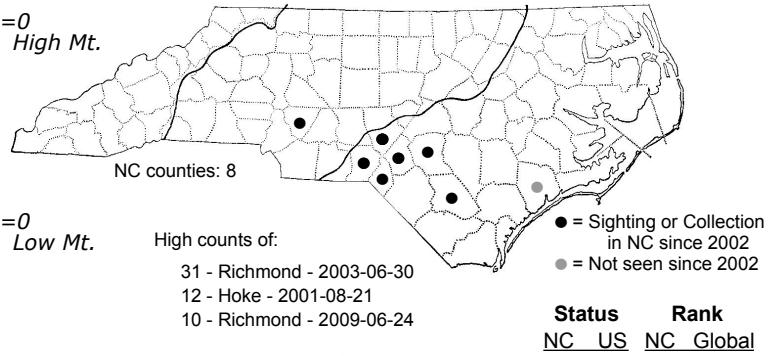 =0
High Mt.
NC counties: 8
=0
Low Mt.
High counts of:
31 - Richmond - 2003-06-30
12 - Hoke - 2001-08-21
10 - Richmond - 2009-06-24
= Sighting or Collection
in NC since 2002
= Not seen since 2002
Status Rank
NC US NC Global